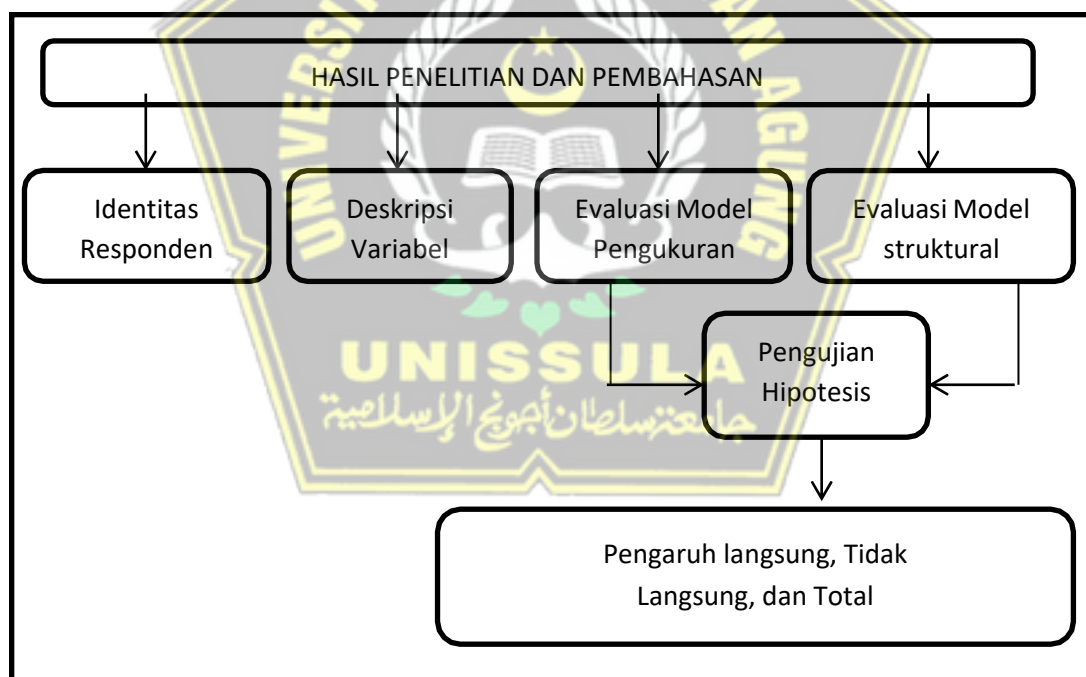 HASIL PENELITIAN DAN PEMBAHASAN
Identitas
Responden
Deskripsi
Variabel
Evaluasi Model
Pengukuran
Evaluasi Model
struktural
Pengujian
Hipotesis
Pengaruh langsung, Tidak
Langsung, dan Total
UNISSULA
جامعة سلطان أجونج الإسلامية
AGUNG